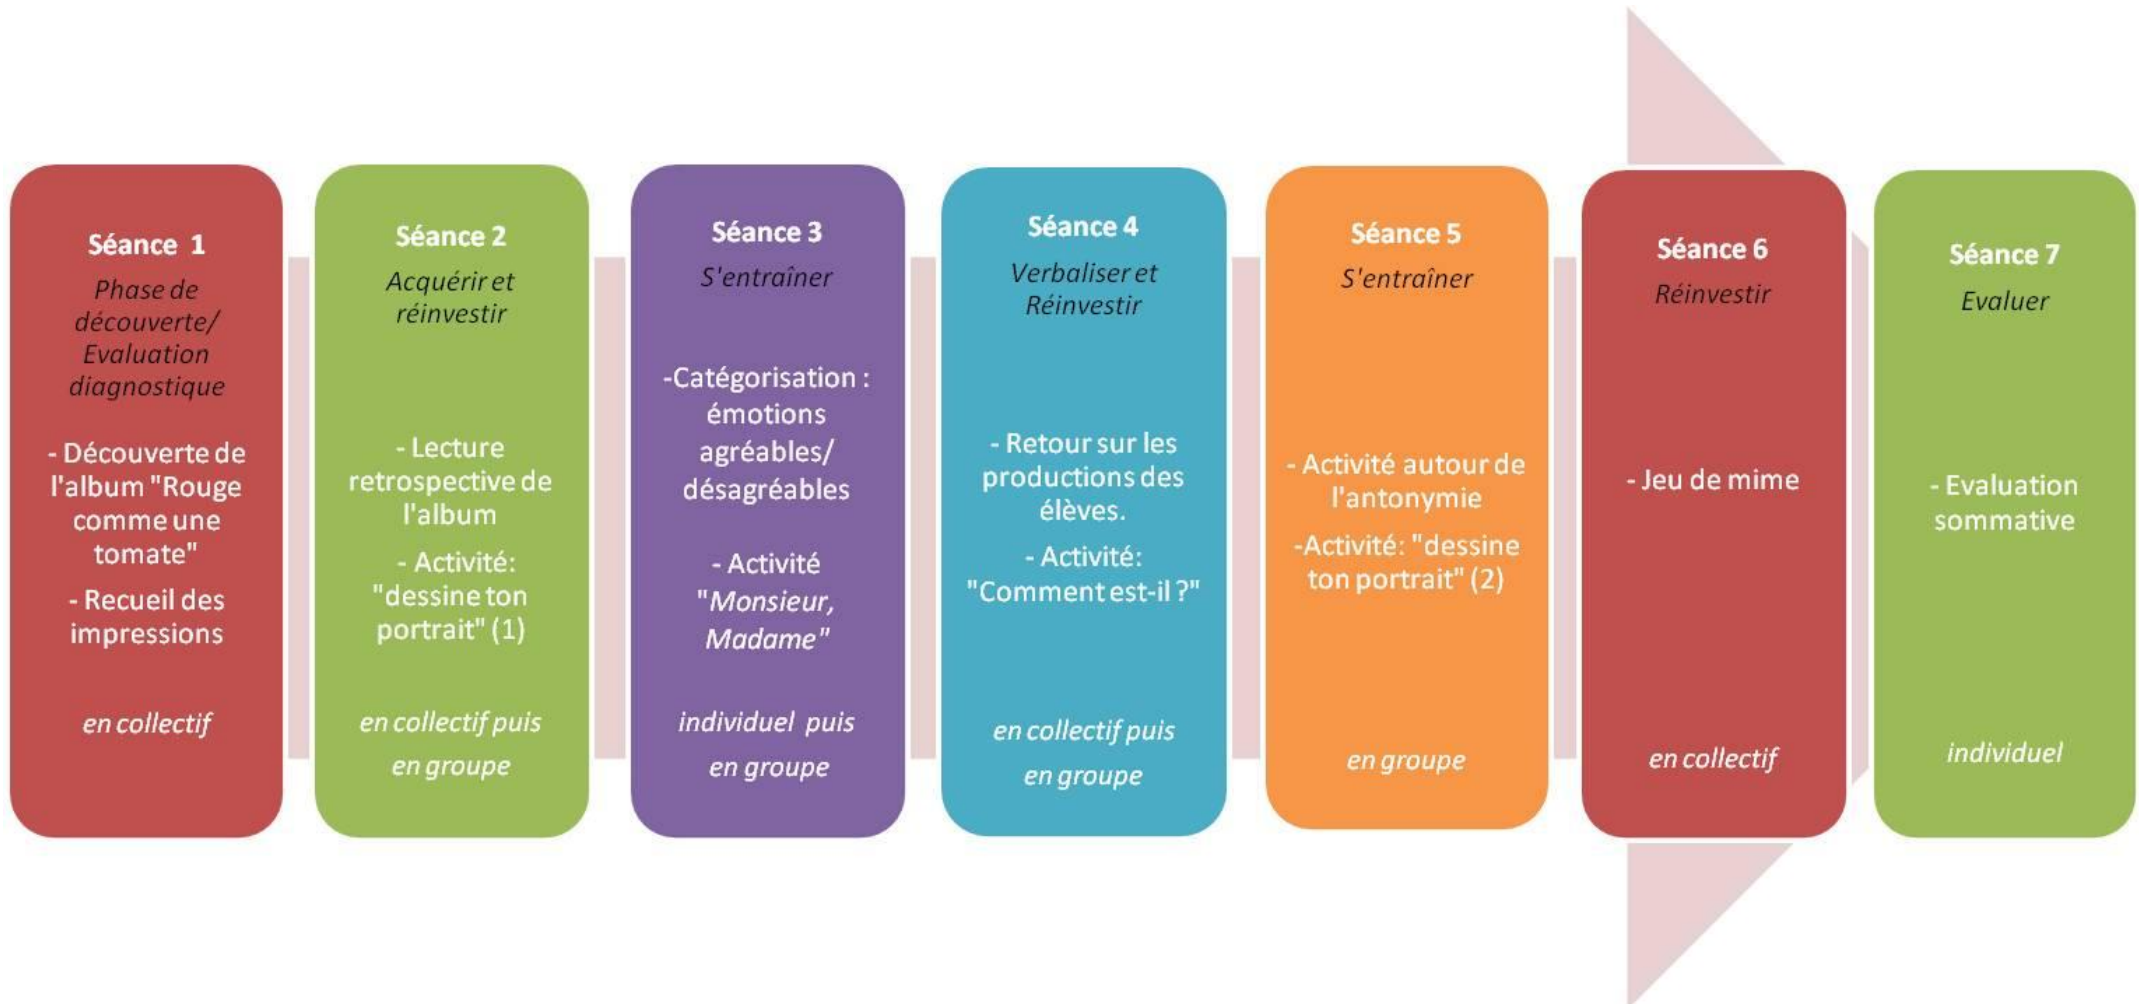 Séance 1
Phase de
découverte/
Evaluation
diagnostique
- Découverte de
l'album "Rouge
comme une
tomate"
- Recueil des
impressions
en collectif
Séance 2
Acquérir et
réinvestir
- Lecture
retrospective de
l'album
- Activité:
"dessine ton
portrait" (1)
en collectif puis
en groupe
Séance 3
S'entraîner
-Catégorisation :
émotions
agréables/
désagréables
- Activité
"Monsieur,
Madame"
individuel puis
en groupe
Séance 4
Verbaliser et
Réinvestir
- Retour sur les
productions des
élèves.
- Activité:
"Comment est-il ?"
en collectif puis
en groupe
Séance 5
S'entraîner
- Activité autour de
l'antonymie
-Activité: "dessine
ton portrait" (2)
en groupe
Séance 6
Réinvestir
- Jeu de mime
en collectif
Séance 7
Evaluer
- Evaluation
sommative
individuel